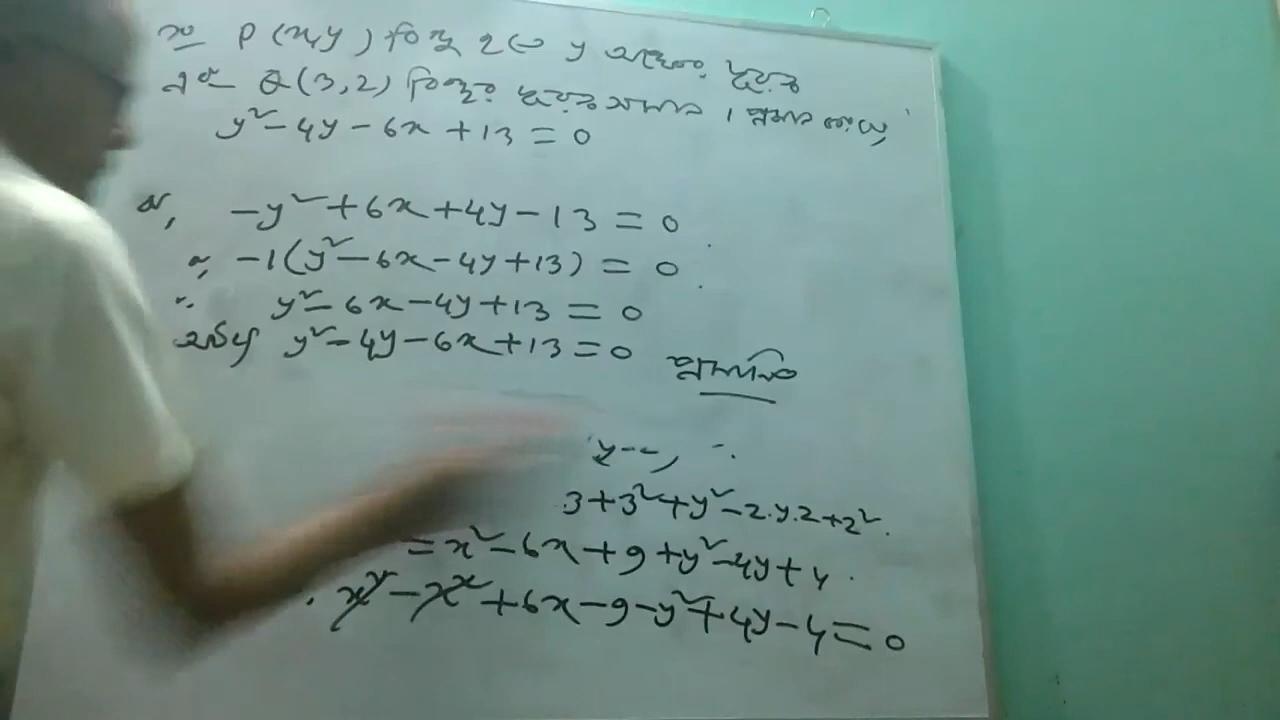 P(x,y) বিন্দু হতে y অক্ষের দূরত্ব
এবং Q(3,2) বিন্দুর দূরত্ব সমান। প্রমাণ কর যে,
y² - 4y - 6x + 13 = 0
বা, -y² + 6x + 4y - 13 = 0
বা, -1(y² - 6x - 4y + 13) = 0
∴ y² - 6x - 4y + 13 = 0
অর্থাৎ y² - 4y - 6x + 13 = 0 প্রমাণিত
3 + 3² + y² - 2.y.2 + 2²
= x² - 6x + 9 + y² - 4y + 4
x² - x² + 6x - 9 - y² + 4y - 4 = 0